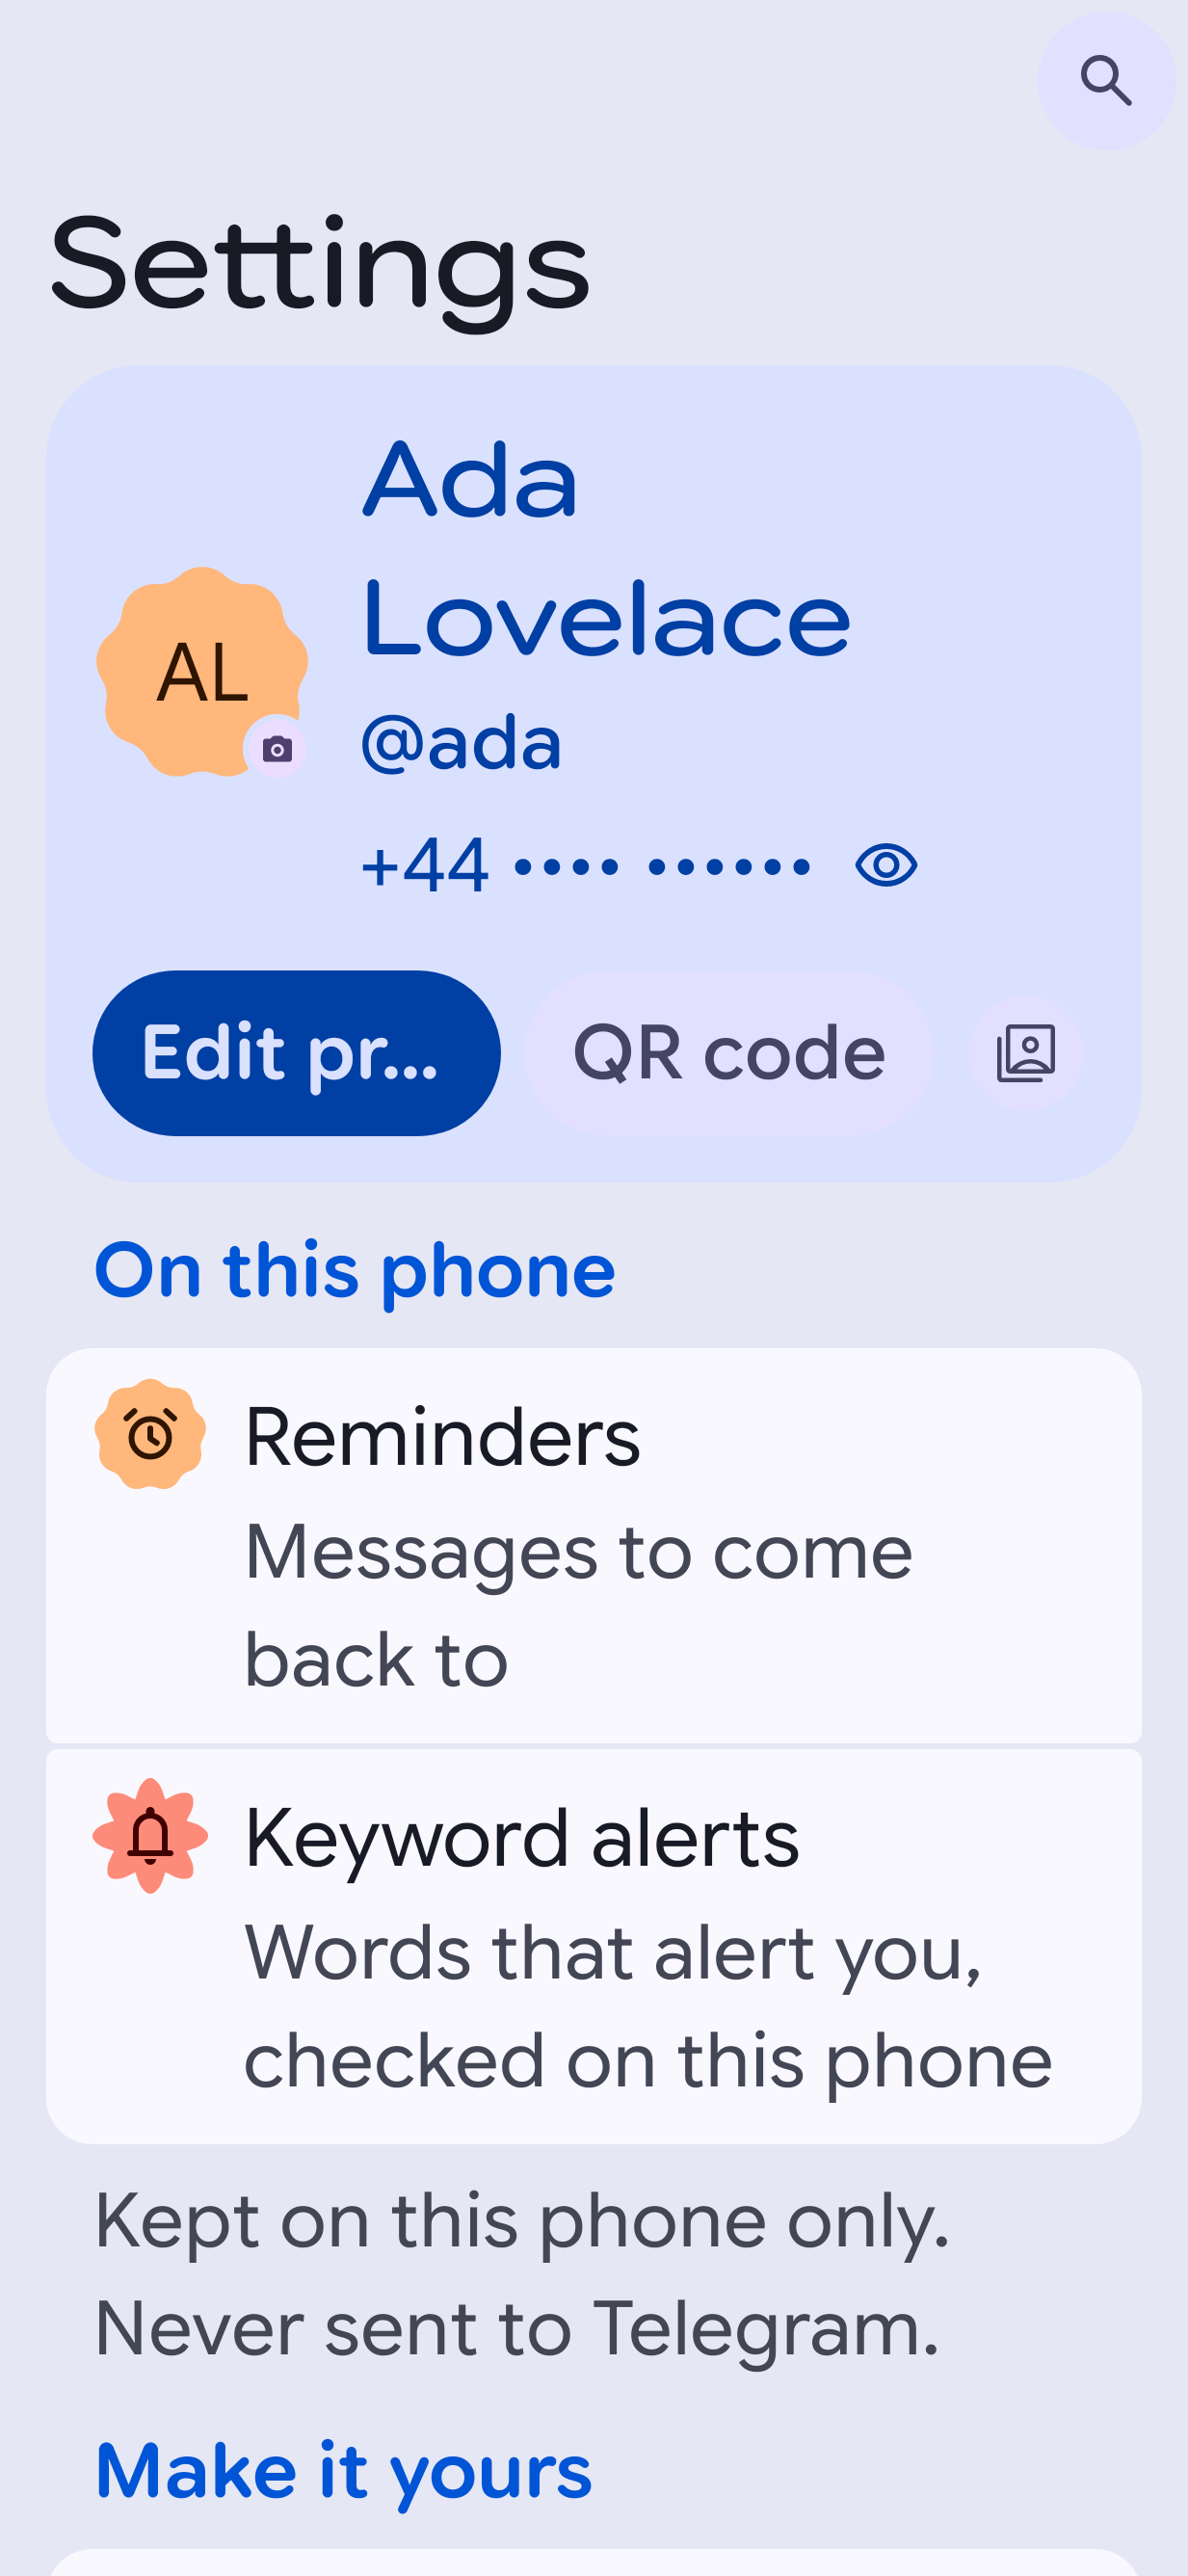 Settings
Ada
Lovelace
AL
@ada
+44 •••• ••••••
Edit pr...
QR code
On this phone
Reminders
Messages to come
back to
Keyword alerts
Words that alert you,
checked on this phone
Kept on this phone only.
Never sent to Telegram.
Make it yours